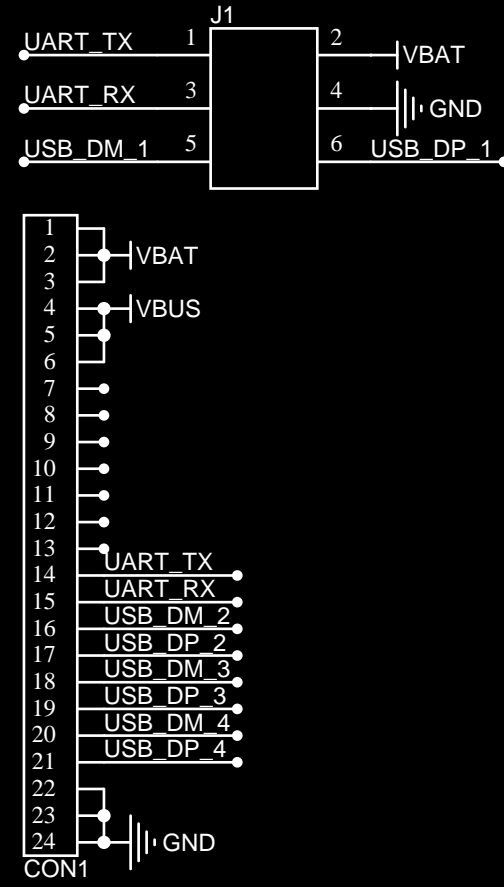 J1
UART_TX 1 2 VBAT
UART_RX 3 4 GND
USB_DM_1 5 6 USB_DP_1
1
2 VBAT
3
4 VBUS
5
6
7
8
9
10
11
12
13
14 UART_TX
15 UART_RX
16 USB_DM_2
17 USB_DP_2
18 USB_DM_3
19 USB_DP_3
20 USB_DM_4
21 USB_DP_4
22
23
24 GND
CON1